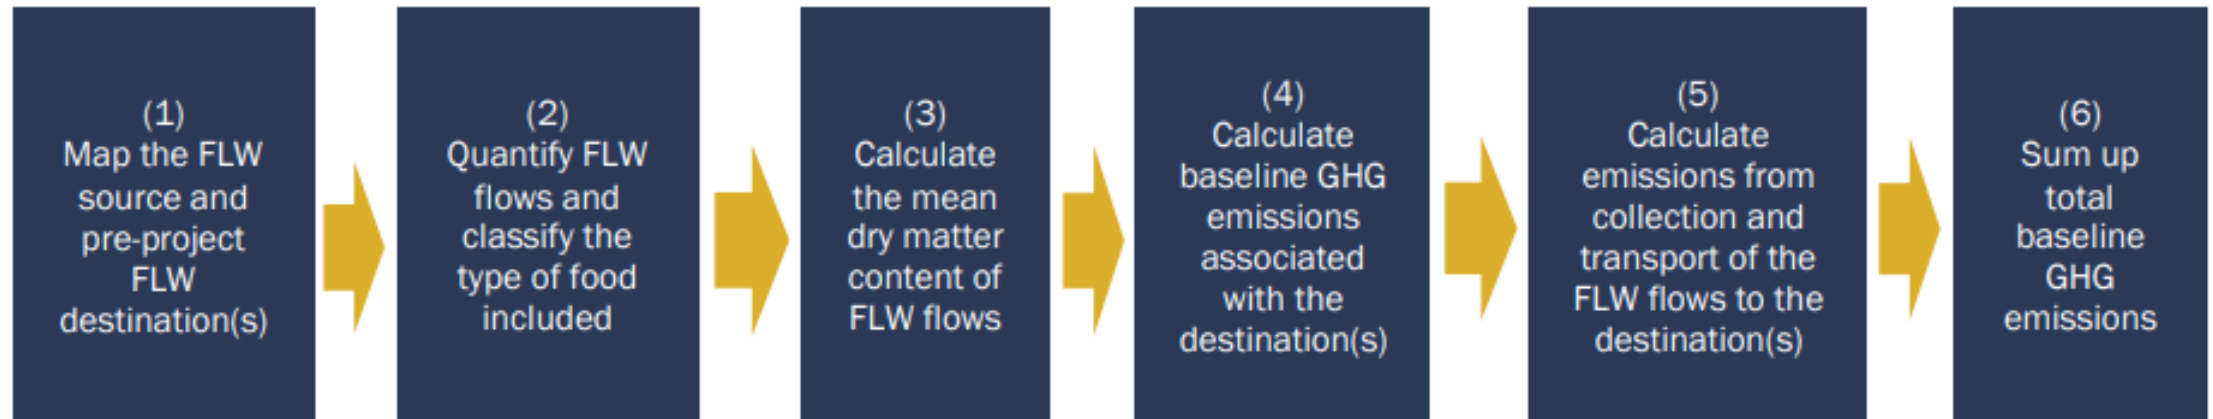 (1)
Map the FLW
source and
pre-project
FLW
destination(s)
(2)
Quantify FLW
flows and
classify the
type of food
included
(3)
Calculate
the mean
dry matter
content of
FLW flows
(4)
Calculate
baseline GHG
emissions
associated
with the
destination(s)
(5)
Calculate
emissions from
collection and
transport of the
FLW flows to the
destination(s)
(6)
Sum up
total
baseline
GHG
emissions